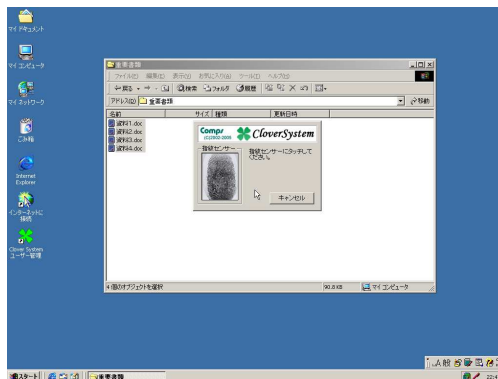 マイ ドキュメント
マイ コンピュータ
マイ ネットワーク
ごみ箱
Internet
Explorer
インターネットに
接続
Clover System
ユーザー管理
重要書類
ファイル(F) 編集(E) 表示(V) お気に入り(A) ツール(T) ヘルプ(H)
戻る 検索 フォルダ 履歴
アドレス(D) 重要書類 移動
名前 サイズ 種類 更新日時
資料1.doc
資料2.doc
資料3.doc
資料4.doc
Compr CloverSystem
(C)2002-2005
指紋センサー
指紋センサーにタッチして
ください。
キャンセル
4 個のオブジェクトを選択 90.0 KB マイ コンピュータ
A 般
スタート 重要書類 22:4